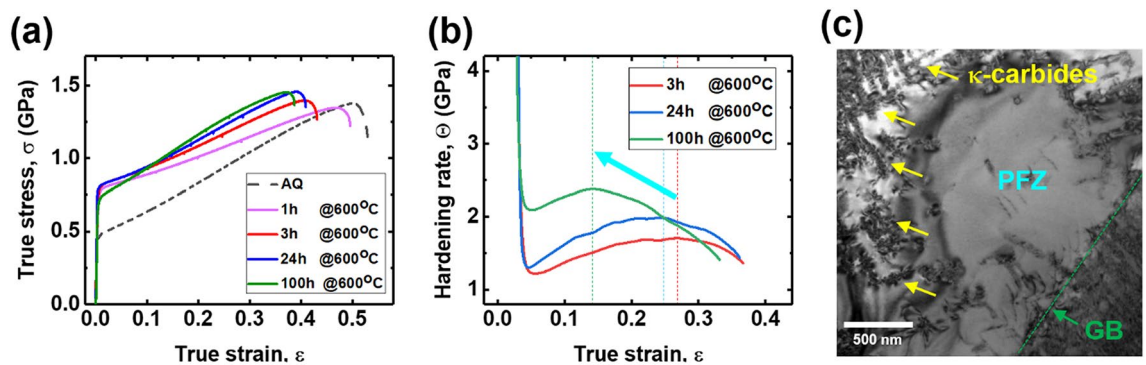 (a)
True stress, σ (GPa)
1.5
1.0
0.5
0.0
0.0 0.1 0.2 0.3 0.4 0.5
True strain, ε
AQ
1h @600°C
3h @600°C
24h @600°C
100h @600°C
(b)
Hardening rate, Θ (GPa)
4
3
2
1
0.0 0.1 0.2 0.3 0.4
True strain, ε
3h @600°C
24h @600°C
100h @600°C
(c)
κ-carbides
PFZ
GB
500 nm